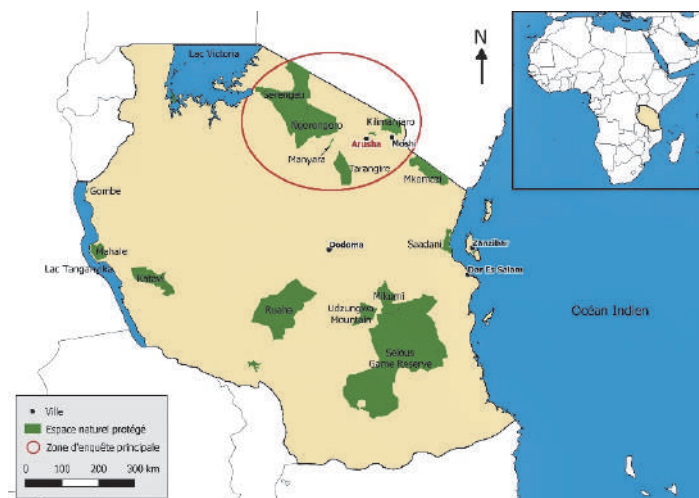 Lac Victoria
N
Serengeti
Ngorongoro
Kilimanjaro
Arusha
Moshi
Manyara
Tarangire
Mkomazi
Gombe
Dodoma
Saadani
Zanzibar
Mahale
Lac Tanganyika
Katavi
Dar Es Salam
Mikumi
Ruaha
Udzungwa
Mountain
Océan Indien
Selous
Game Reserve
Ville
Espace naturel protégé
Zone d'enquête principale
0 100 200 300 km